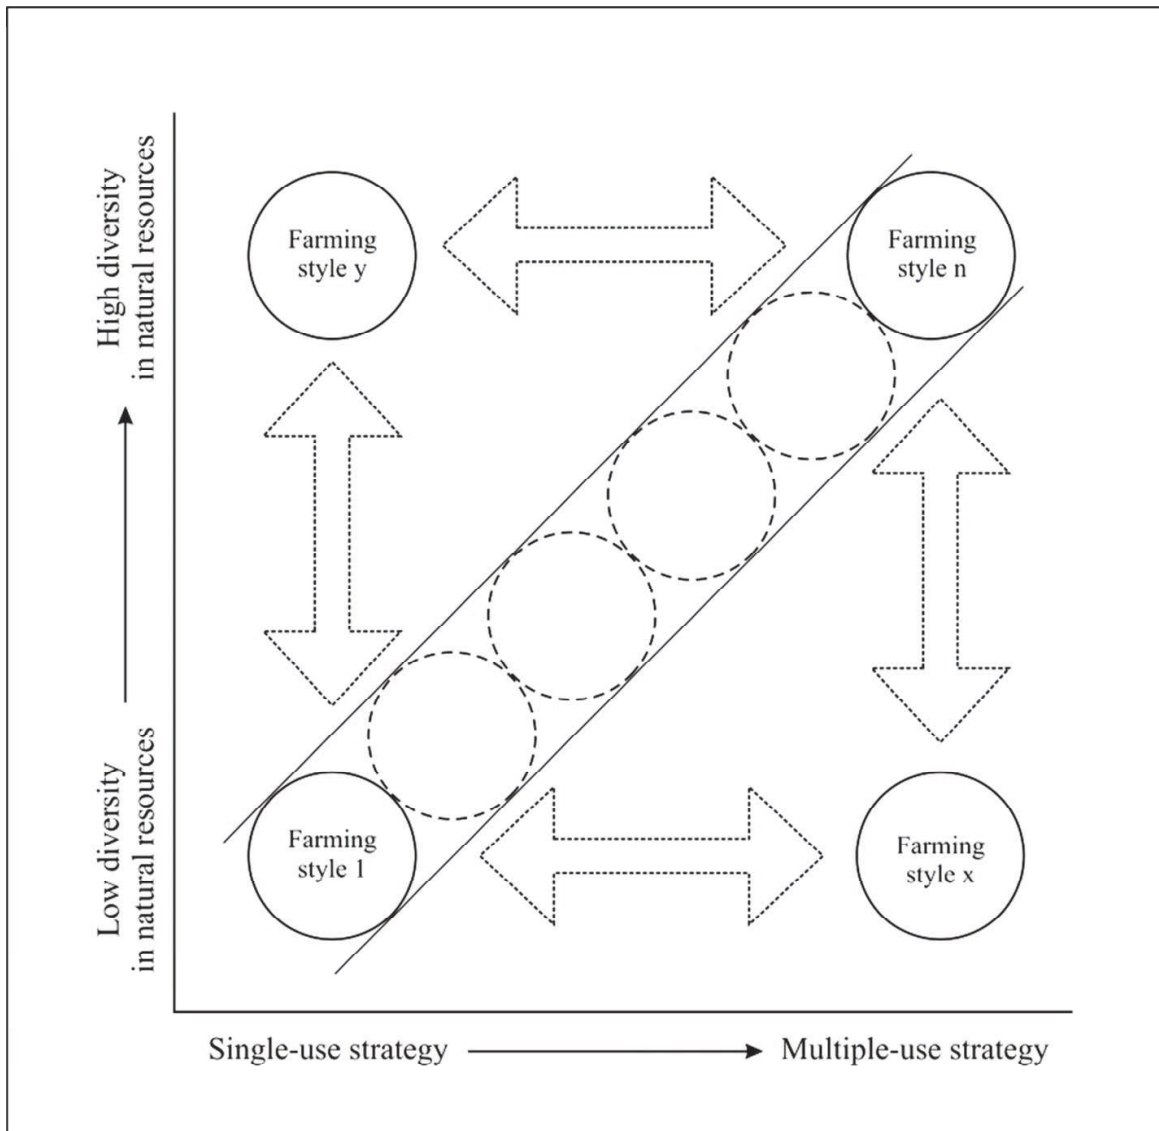 High diversity
in natural resources
Low diversity
in natural resources
Farming
style y
Farming
style n
Farming
style 1
Farming
style x
Single-use strategy
Multiple-use strategy